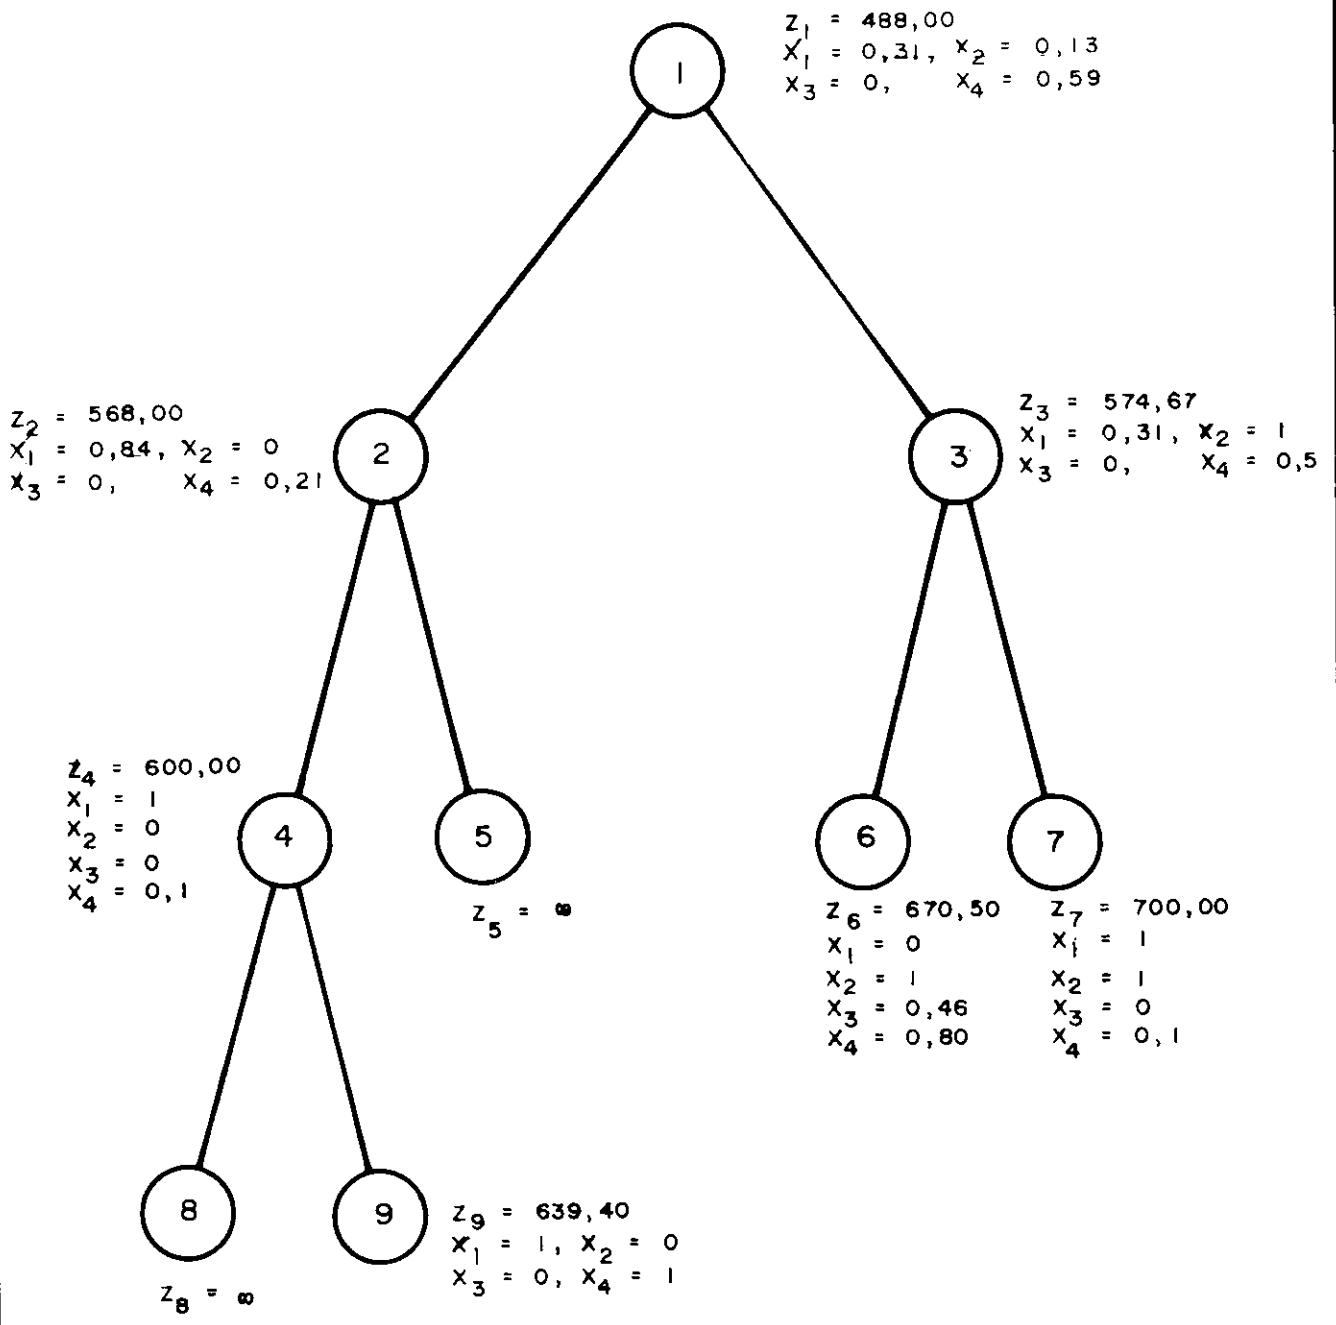 Z₁ = 488,00
X₁ = 0,31, X₂ = 0,13
X₃ = 0, X₄ = 0,59
1
Z₂ = 568,00
X₁ = 0,84, X₂ = 0
X₃ = 0, X₄ = 0,21
2
3
Z₃ = 574,67
X₁ = 0,31, X₂ = 1
X₃ = 0, X₄ = 0,5
Z₄ = 600,00
X₁ = 1
X₂ = 0
X₃ = 0
X₄ = 0,1
4
5
Z₅ = ∞
6
7
Z₆ = 670,50
X₁ = 0
X₂ = 1
X₃ = 0,46
X₄ = 0,80
Z₇ = 700,00
X₁ = 1
X₂ = 1
X₃ = 0
X₄ = 0,1
8
Z₈ = ∞
9
Z₉ = 639,40
X₁ = 1, X₂ = 0
X₃ = 0, X₄ = 1